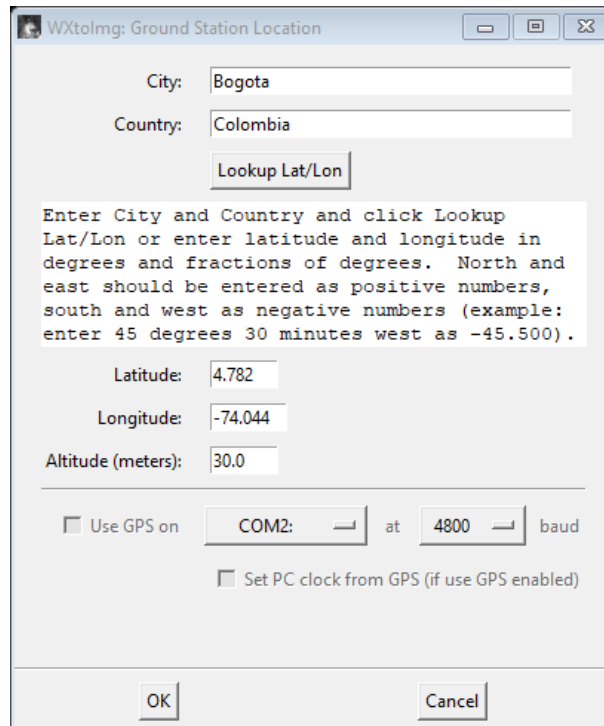 WXtoImg: Ground Station Location
City: Bogota
Country: Colombia
Lookup Lat/Lon
Enter City and Country and click Lookup
Lat/Lon or enter latitude and longitude in
degrees and fractions of degrees. North and
east should be entered as positive numbers,
south and west as negative numbers (example:
enter 45 degrees 30 minutes west as -45.500).
Latitude: 4.782
Longitude: -74.044
Altitude (meters): 30.0
Use GPS on COM2: at 4800 baud
Set PC clock from GPS (if use GPS enabled)
OK Cancel